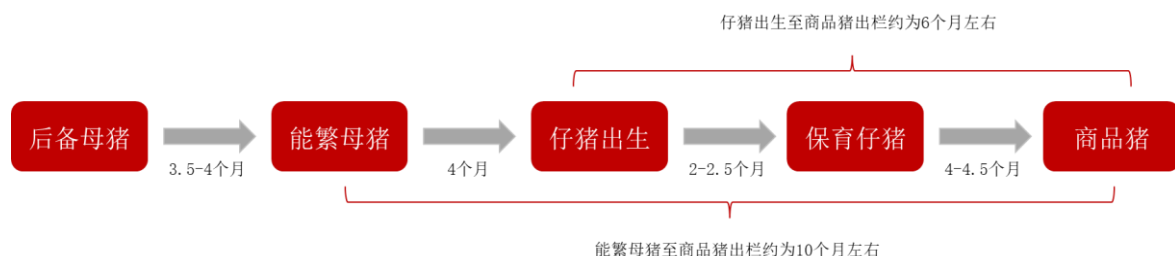 仔猪出生至商品猪出栏约为6个月左右
后备母猪
能繁母猪
仔猪出生
保育仔猪
商品猪
3.5-4个月
4个月
2-2.5个月
4-4.5个月
能繁母猪至商品猪出栏约为10个月左右